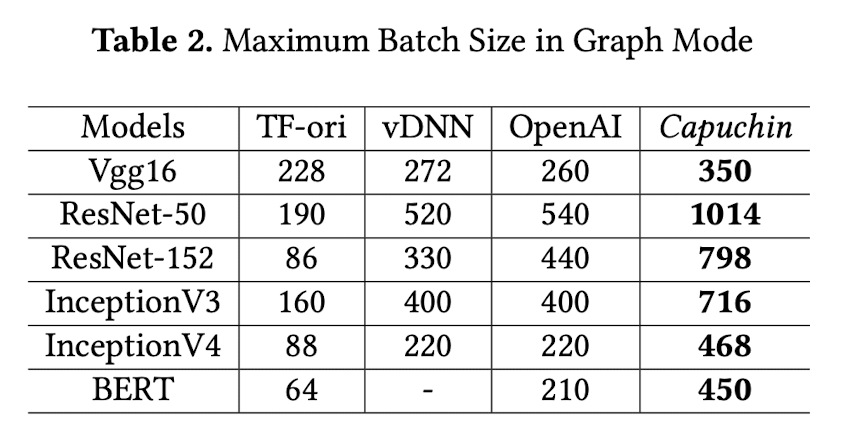 Table 2. Maximum Batch Size in Graph Mode
Models TF-ori vDNN OpenAI Capuchin
Vgg16 228 272 260 350
ResNet-50 190 520 540 1014
ResNet-152 86 330 440 798
InceptionV3 160 400 400 716
InceptionV4 88 220 220 468
BERT 64 - 210 450